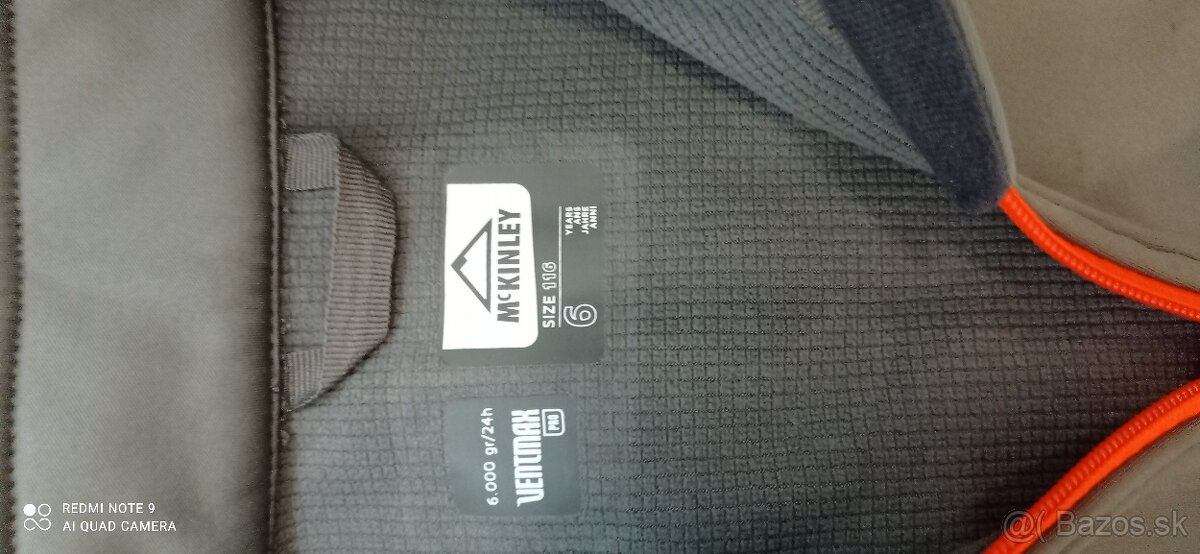 McKINLEY
SIZE 116
6
YEARS
ANS
JAHRE
ANNI
6.000 gr/24h
VENTMAX
PRO
REDMI NOTE 9
AI QUAD CAMERA
@( Bazos.sk